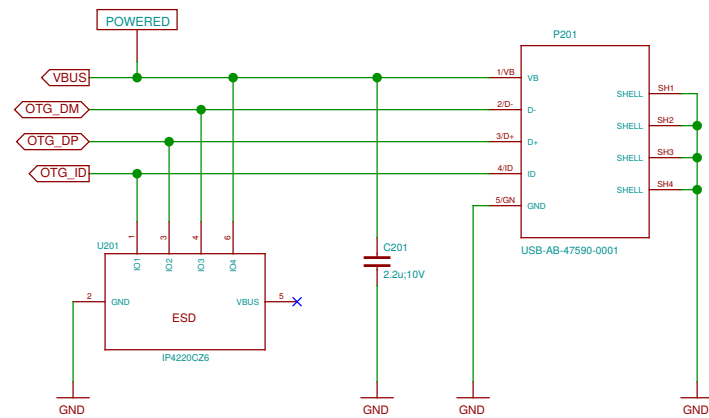 POWERED
P201
VBUS
1/VB
VB
SHELL
SH1
OTG_DM
2/D-
D-
SHELL
SH2
OTG_DP
3/D+
D+
SHELL
SH3
OTG_ID
4/ID
ID
SHELL
SH4
5/GN
GND
1
3
4
6
U201
IO1
IO2
IO3
IO4
C201
2.2u;10V
USB-AB-47590-0001
2
GND
VBUS
5
ESD
IP4220CZ6
GND
GND
GND
GND